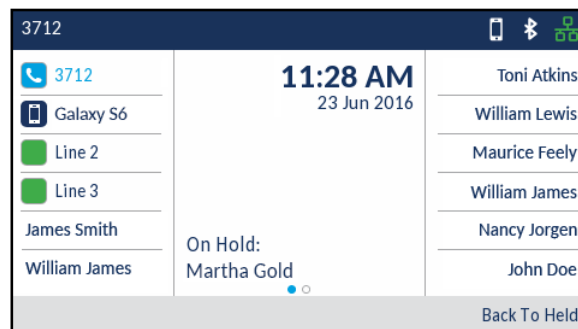 3712
3712
Galaxy S6
Line 2
Line 3
James Smith
William James
11:28 AM
23 Jun 2016
On Hold:
Martha Gold
Toni Atkins
William Lewis
Maurice Feely
William James
Nancy Jorgen
John Doe
Back To Held